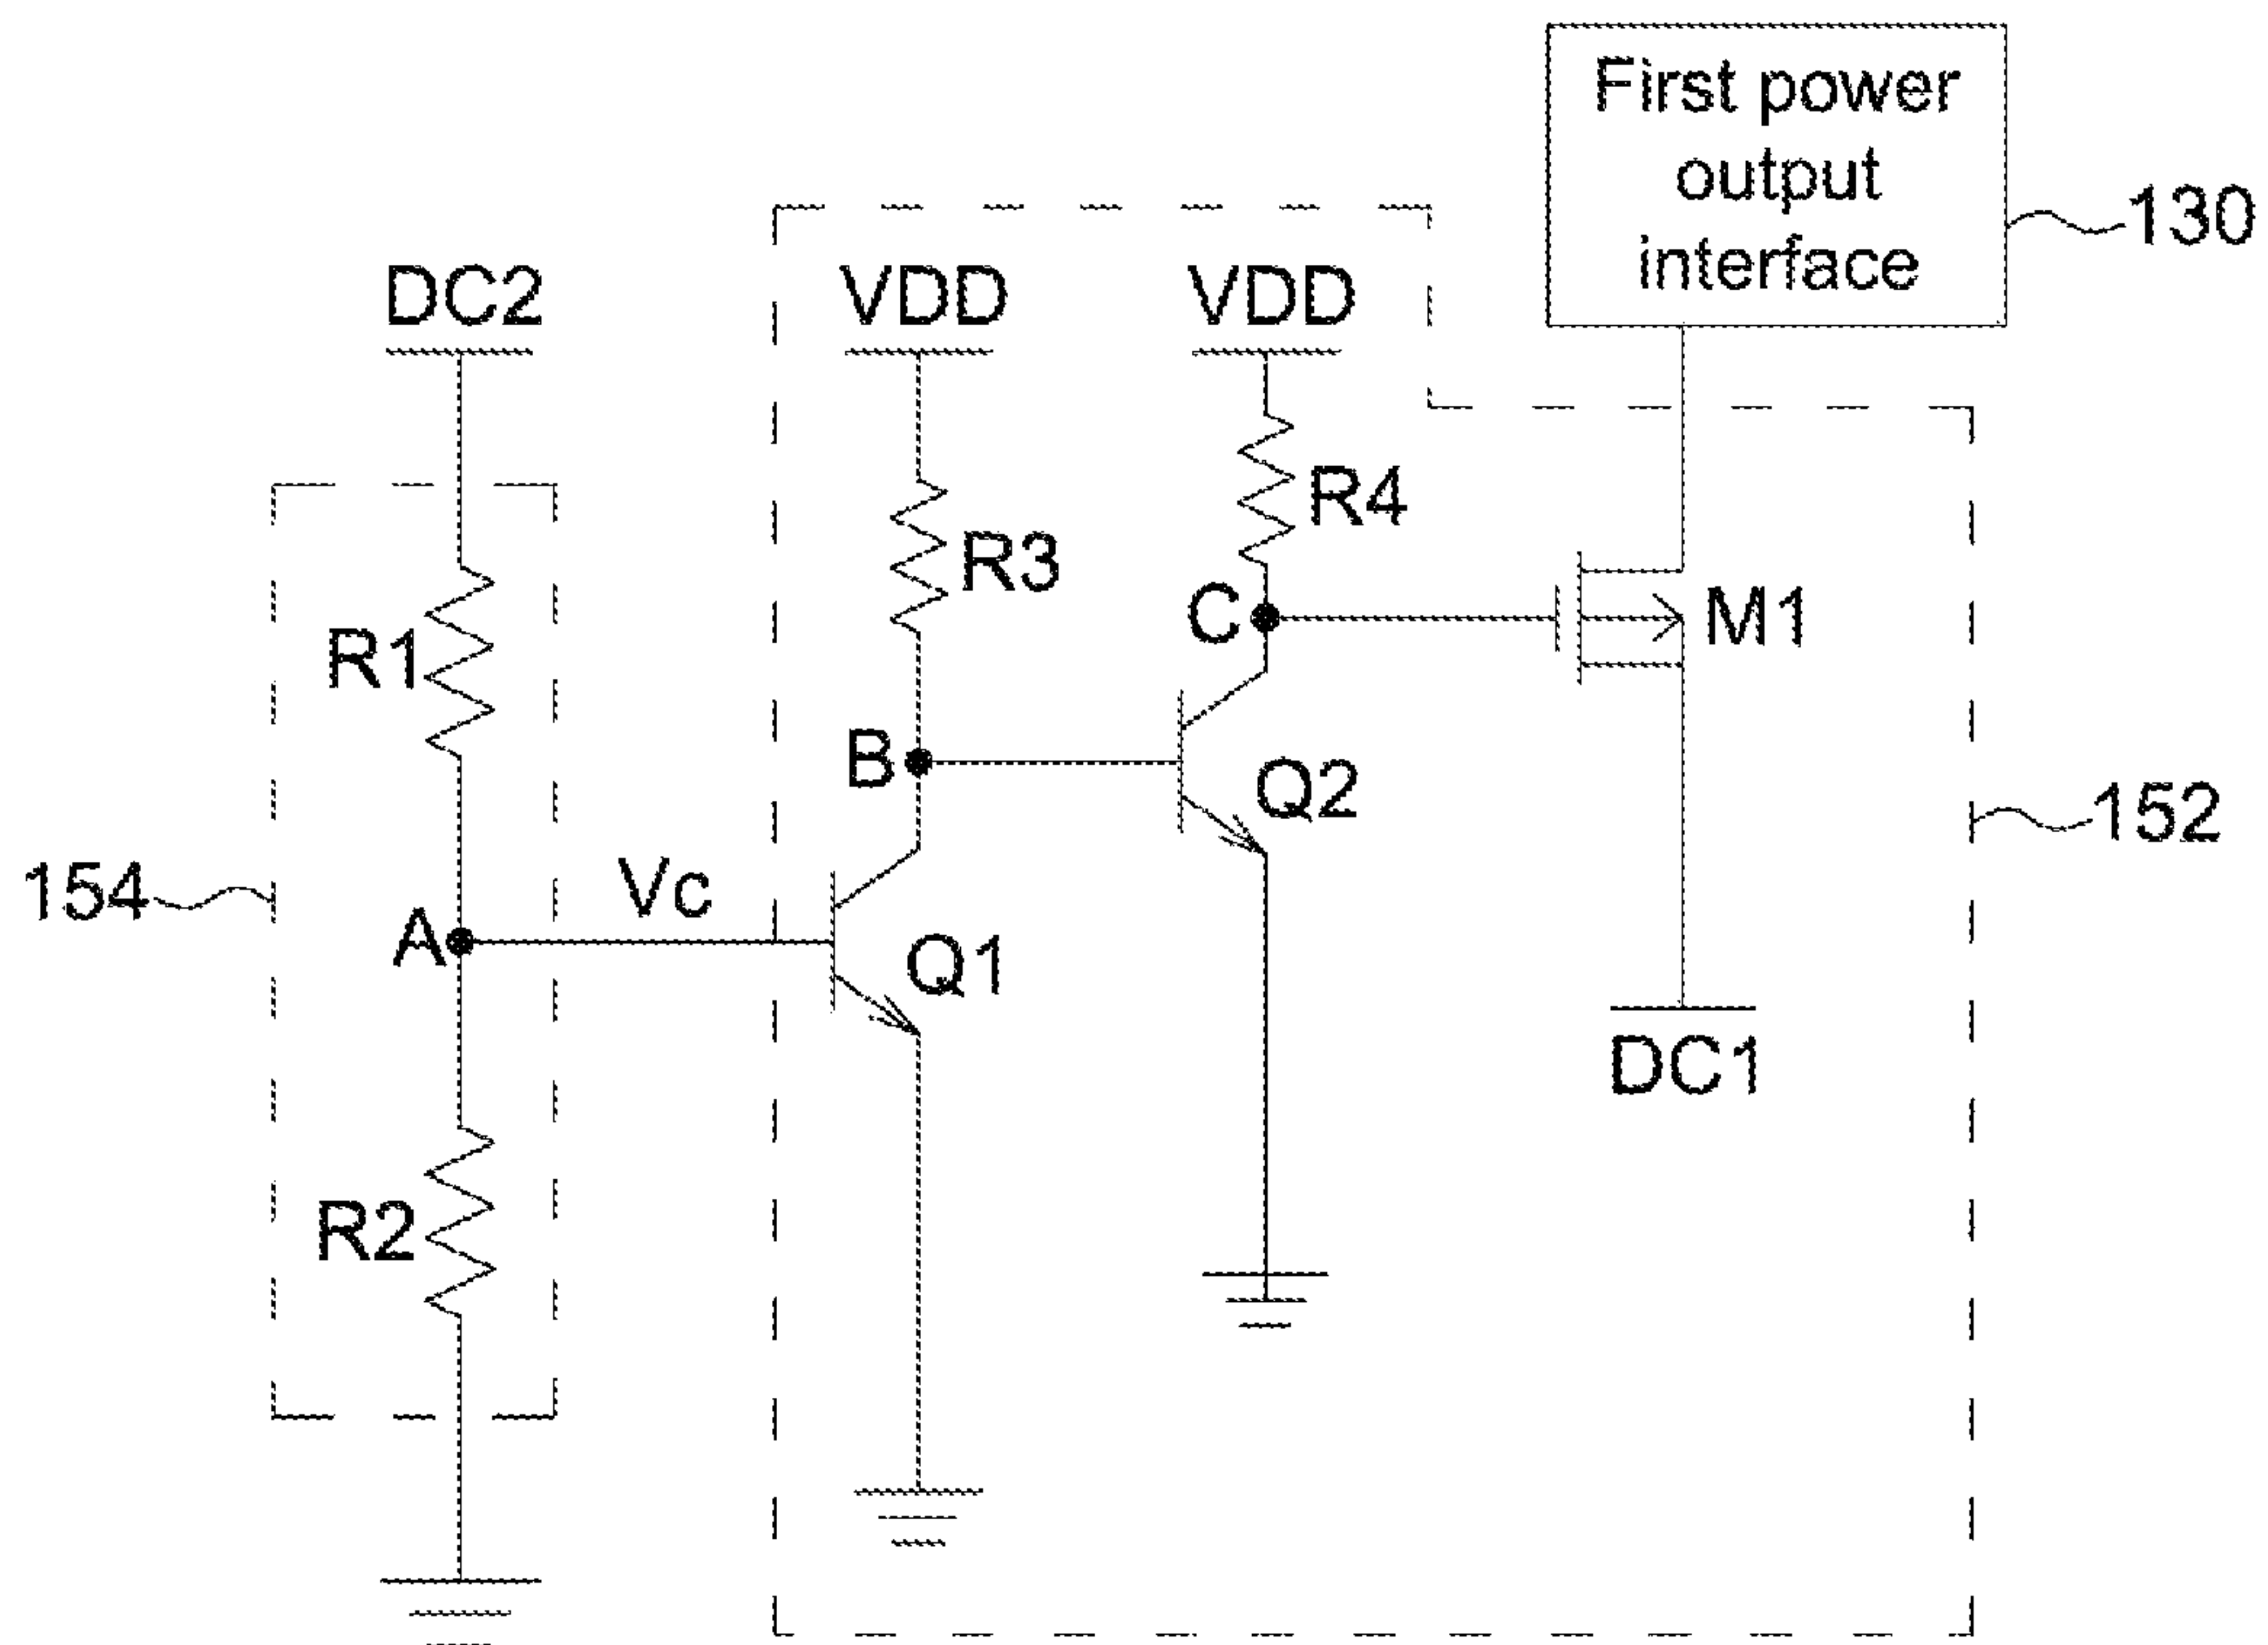 First power
output
interface
130
DC2
VDD
VDD
R4
R3
R1
C
M1
B
Q2
152
154
Vc
A
Q1
DC1
R2